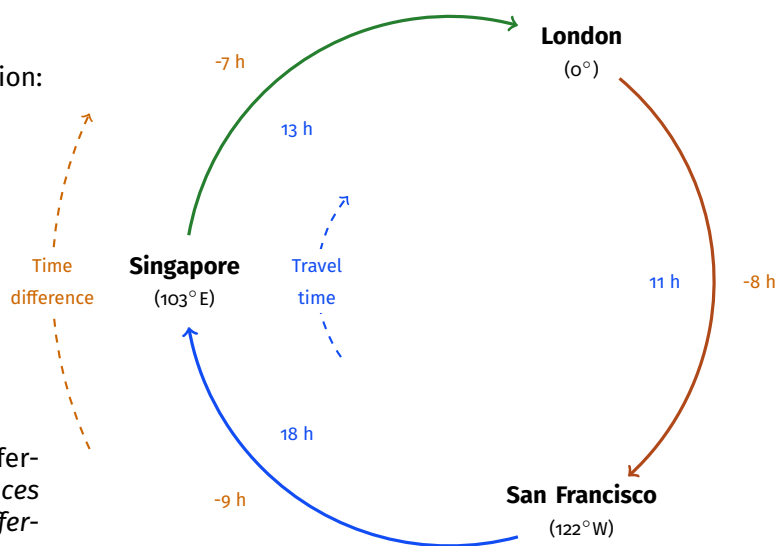 London
(0°)
-7 h
ion:
13 h
Singapore
(103°E)
Time
difference
Travel
time
11 h
-8 h
18 h
fer-
ces
ffer-
-9 h
San Francisco
(122°W)